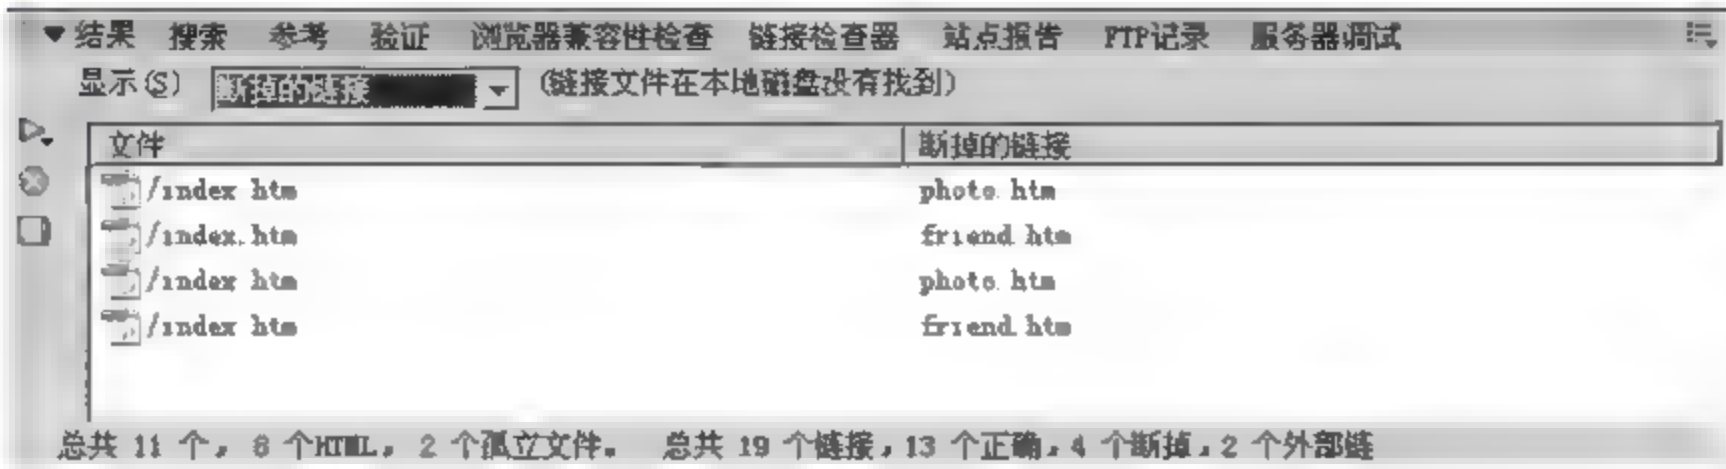 结果 搜索 参考 验证 浏览器兼容性检查 链接检查器 站点报告 FTP记录 服务器调试
显示(S) 断掉的链接 (链接文件在本地磁盘没有找到)
文件 断掉的链接
/index.htm photo.htm
/index.htm friend.htm
/index.htm photo.htm
/index.htm friend.htm
总共 11 个, 个HTML, 2 个孤立文件。 总共 19 个链接,13 个正确,4 个断掉,2 个外部链